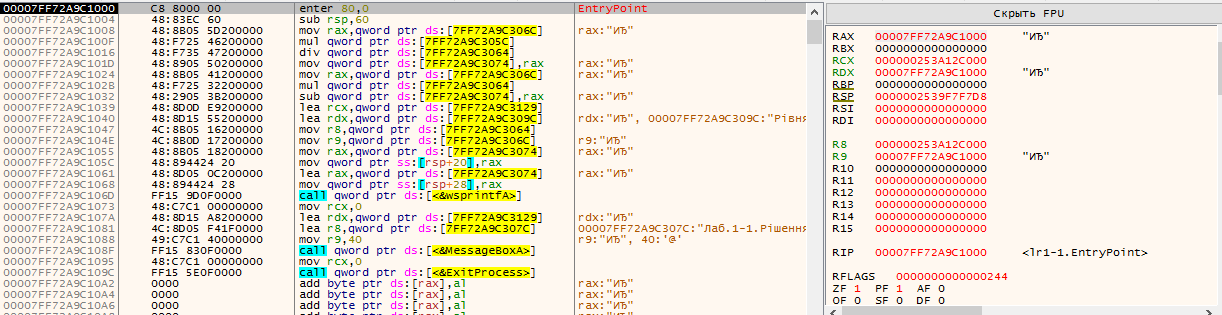 00007FF72A9C1000 C8 8000 00 enter 80,0 EntryPoint
00007FF72A9C1004 48:83EC 60 sub rsp,60
00007FF72A9C1008 48:8B05 5D200000 mov rax,qword ptr ds:[7FF72A9C306C] rax:"ИЂ"
00007FF72A9C100F 48:F725 46200000 mul qword ptr ds:[7FF72A9C305C]
00007FF72A9C1016 48:F735 47200000 div qword ptr ds:[7FF72A9C3064]
00007FF72A9C101D 48:8905 50200000 mov qword ptr ds:[7FF72A9C3074],rax rax:"ИЂ"
00007FF72A9C1024 48:8B05 41200000 mov rax,qword ptr ds:[7FF72A9C306C] rax:"ИЂ"
00007FF72A9C102B 48:F725 32200000 mul qword ptr ds:[7FF72A9C3064]
00007FF72A9C1032 48:2905 3B200000 sub qword ptr ds:[7FF72A9C3074],rax rax:"ИЂ"
00007FF72A9C1039 48:8D0D E9200000 lea rcx,qword ptr ds:[7FF72A9C3129]
00007FF72A9C1040 48:8D15 55200000 lea rdx,qword ptr ds:[7FF72A9C309C] rdx:"ИЂ", 00007FF72A9C309C:"Рівня
00007FF72A9C1047 4C:8B05 16200000 mov r8,qword ptr ds:[7FF72A9C3064]
00007FF72A9C104E 4C:8B0D 17200000 mov r9,qword ptr ds:[7FF72A9C306C] r9:"ИЂ"
00007FF72A9C1055 48:8B05 18200000 mov rax,qword ptr ds:[7FF72A9C3074] rax:"ИЂ"
00007FF72A9C105C 48:894424 20 mov qword ptr ss:[rsp+20],rax
00007FF72A9C1061 48:8D05 0C200000 lea rax,qword ptr ds:[7FF72A9C3074] rax:"ИЂ"
00007FF72A9C1068 48:894424 28 mov qword ptr ss:[rsp+28],rax
00007FF72A9C106D FF15 9D0F0000 call qword ptr ds:[<&wsprintfA>]
00007FF72A9C1073 48:C7C1 00000000 mov rcx,0
00007FF72A9C107A 48:8D15 A8200000 lea rdx,qword ptr ds:[7FF72A9C3129] rdx:"ИЂ"
00007FF72A9C1081 4C:8D05 F41F0000 lea r8,qword ptr ds:[7FF72A9C307C] 00007FF72A9C307C:"Лаб.1-1.Рішення
00007FF72A9C1088 49:C7C1 40000000 mov r9,40 r9:"ИЂ", 40:'@'
00007FF72A9C108F FF15 830F0000 call qword ptr ds:[<&MessageBoxA>]
00007FF72A9C1095 48:C7C1 00000000 mov rcx,0
00007FF72A9C109C FF15 5E0F0000 call qword ptr ds:[<&ExitProcess>]
00007FF72A9C10A2 0000 add byte ptr ds:[rax],al rax:"ИЂ"
00007FF72A9C10A4 0000 add byte ptr ds:[rax],al rax:"ИЂ"
00007FF72A9C10A6 0000 add byte ptr ds:[rax],al rax:"ИЂ"
0000 add byte ptr ds:[rax],al rax:"ИЂ"
Скрыть FPU
RAX 00007FF72A9C1000 "ИЂ"
RBX 0000000000000000
RCX 000000253A12C000
RDX 00007FF72A9C1000 "ИЂ"
RBP 0000000000000000
RSP 0000002539F7F7D8
RSI 0000000000000000
RDI 0000000000000000
R8 000000253A12C000
R9 00007FF72A9C1000 "ИЂ"
R10 0000000000000000
R11 0000000000000000
R12 0000000000000000
R13 0000000000000000
R14 0000000000000000
R15 0000000000000000
RIP 00007FF72A9C1000 <lr1-1.EntryPoint>
RFLAGS 0000000000000244
ZF 1 PF 1 AF 0
OF 0 SF 0 DF 0